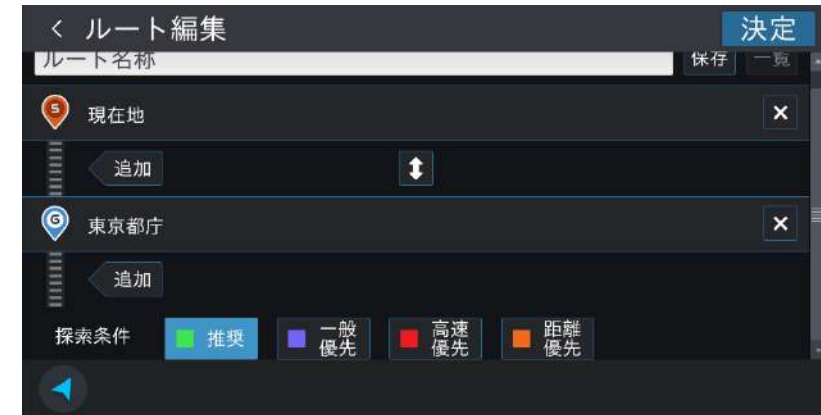 < ルート編集
決定
ルート名称
保存
一覧
S
現在地
×
追加
G
東京都庁
×
追加
探索条件
推奨
一般
優先
高速
優先
距離
優先